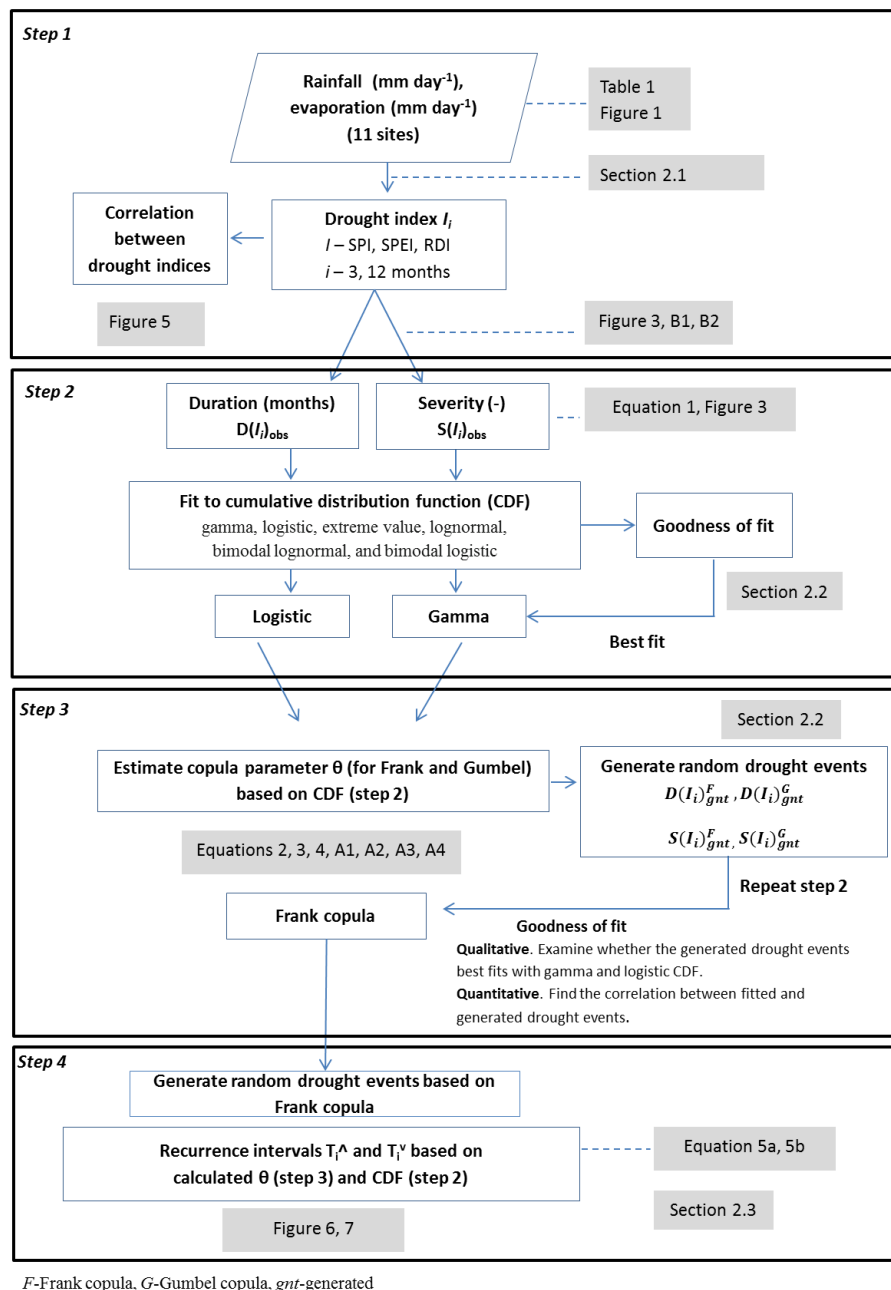 Step 1
Rainfall (mm day-1),
evaporation (mm day-1)
(11 sites)
Table 1
Figure 1
Section 2.1
Correlation
between
drought indices
Drought index Ii
I – SPI, SPEI, RDI
i – 3, 12 months
Figure 5
Figure 3, B1, B2
Step 2
Duration (months)
D(Ii)obs
Severity (-)
S(Ii)obs
Equation 1, Figure 3
Fit to cumulative distribution function (CDF)
gamma, logistic, extreme value, lognormal,
bimodal lognormal, and bimodal logistic
Goodness of fit
Section 2.2
Logistic
Gamma
Best fit
Step 3
Section 2.2
Estimate copula parameter θ (for Frank and Gumbel)
based on CDF (step 2)
Generate random drought events
D(Ii)Fgnt , D(Ii)Ggnt
S(Ii)Fgnt, S(Ii)Ggnt
Equations 2, 3, 4, A1, A2, A3, A4
Repeat step 2
Frank copula
Goodness of fit
Qualitative. Examine whether the generated drought events
best fits with gamma and logistic CDF.
Quantitative. Find the correlation between fitted and
generated drought events.
Step 4
Generate random drought events based on
Frank copula
Recurrence intervals Ti^ and Tiv based on
calculated θ (step 3) and CDF (step 2)
Equation 5a, 5b
Section 2.3
Figure 6, 7
F-Frank copula, G-Gumbel copula, gnt-generated